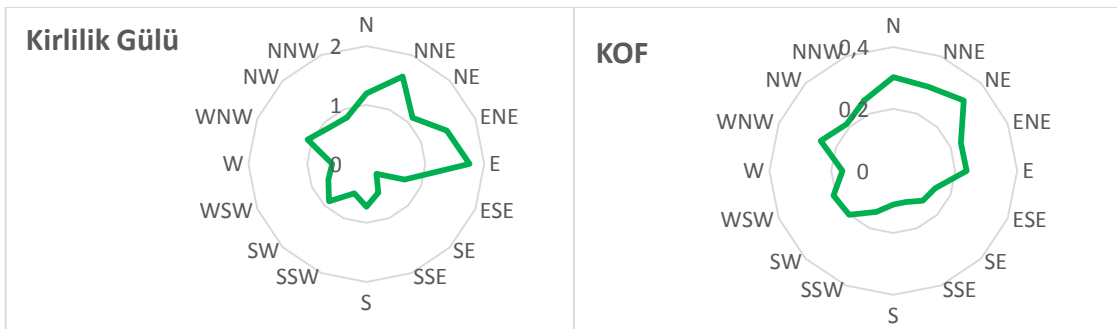 Kirlilik Gülü
N
NNE
NE
ENE
E
ESE
SE
SSE
S
SSW
SW
WSW
W
WNW
NW
NNW
2
1
0
KOF
N
NNE
NE
ENE
E
ESE
SE
SSE
S
SSW
SW
WSW
W
WNW
NW
NNW
0,4
0,2
0